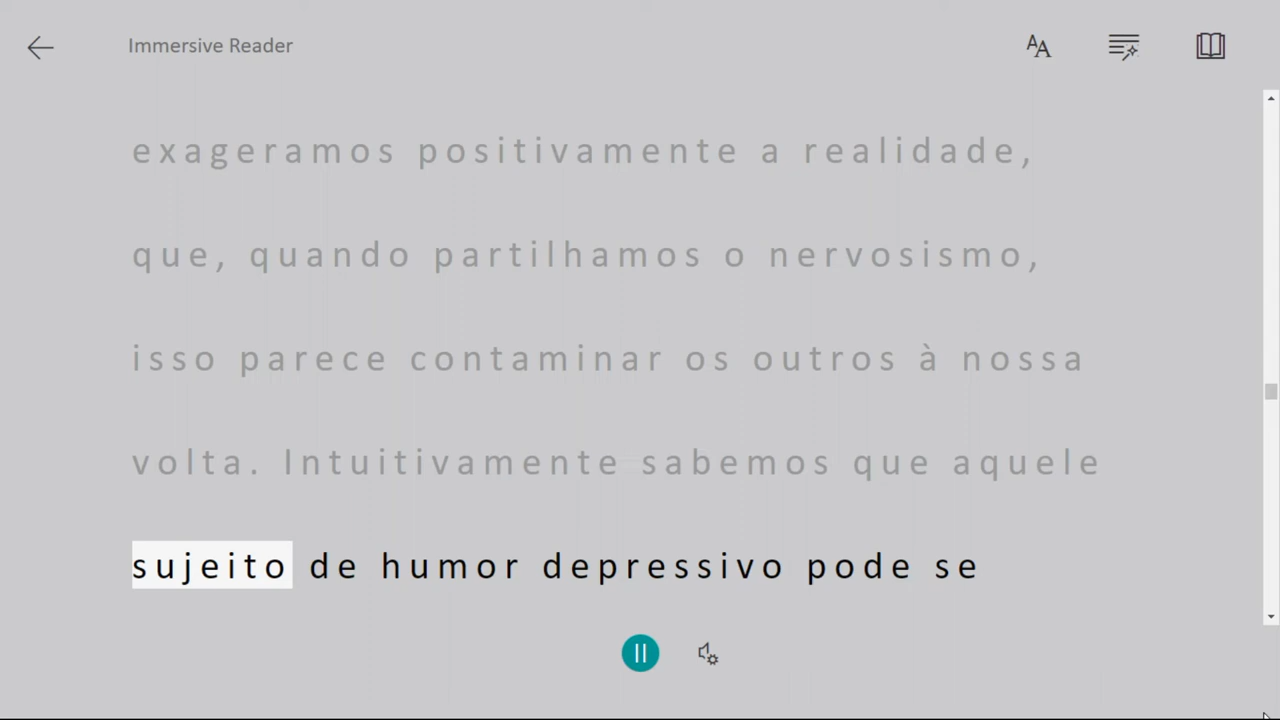 Immersive Reader
exageramos positivamente a realidade,
que, quando partilhamos o nervosismo,
isso parece contaminar os outros à nossa
volta. Intuitivamente sabemos que aquele
sujeito de humor depressivo pode se